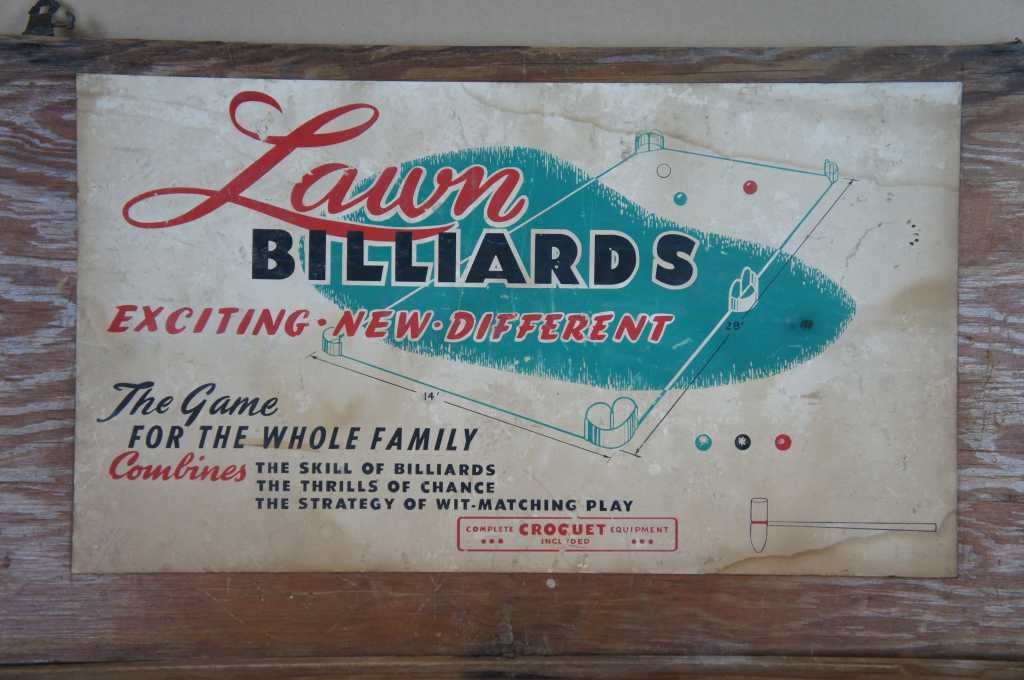 Lawn
BILLIARDS
EXCITING·NEW·DIFFERENT
28'
14'
The Game
FOR THE WHOLE FAMILY
Combines THE SKILL OF BILLIARDS
THE THRILLS OF CHANCE
THE STRATEGY OF WIT-MATCHING PLAY
COMPLETE CROQUET EQUIPMENT
INCLUDED